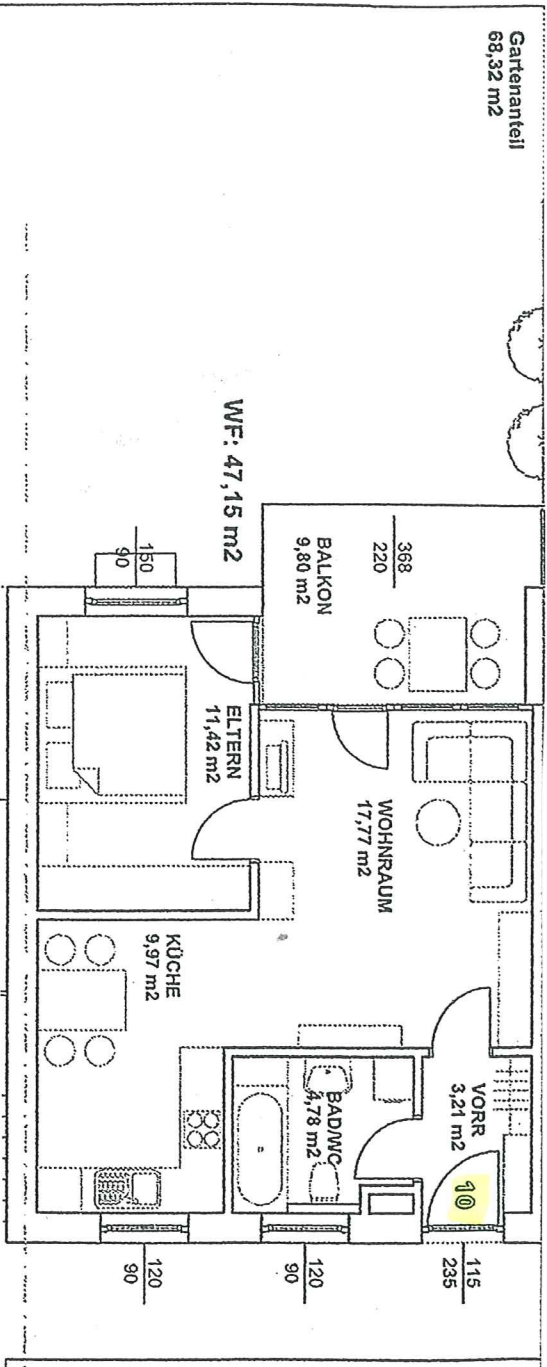 Gartenanteil
68,32 m2
WF: 47,15 m2
150
90
368
220
BALKON
9,80 m2
ELTERN
11,42 m2
WOHNRAUM
17,77 m2
KÜCHE
9,97 m2
VORR
3,21 m2
BAD/WC
4,78 m2
10
115
235
120
90
120
90